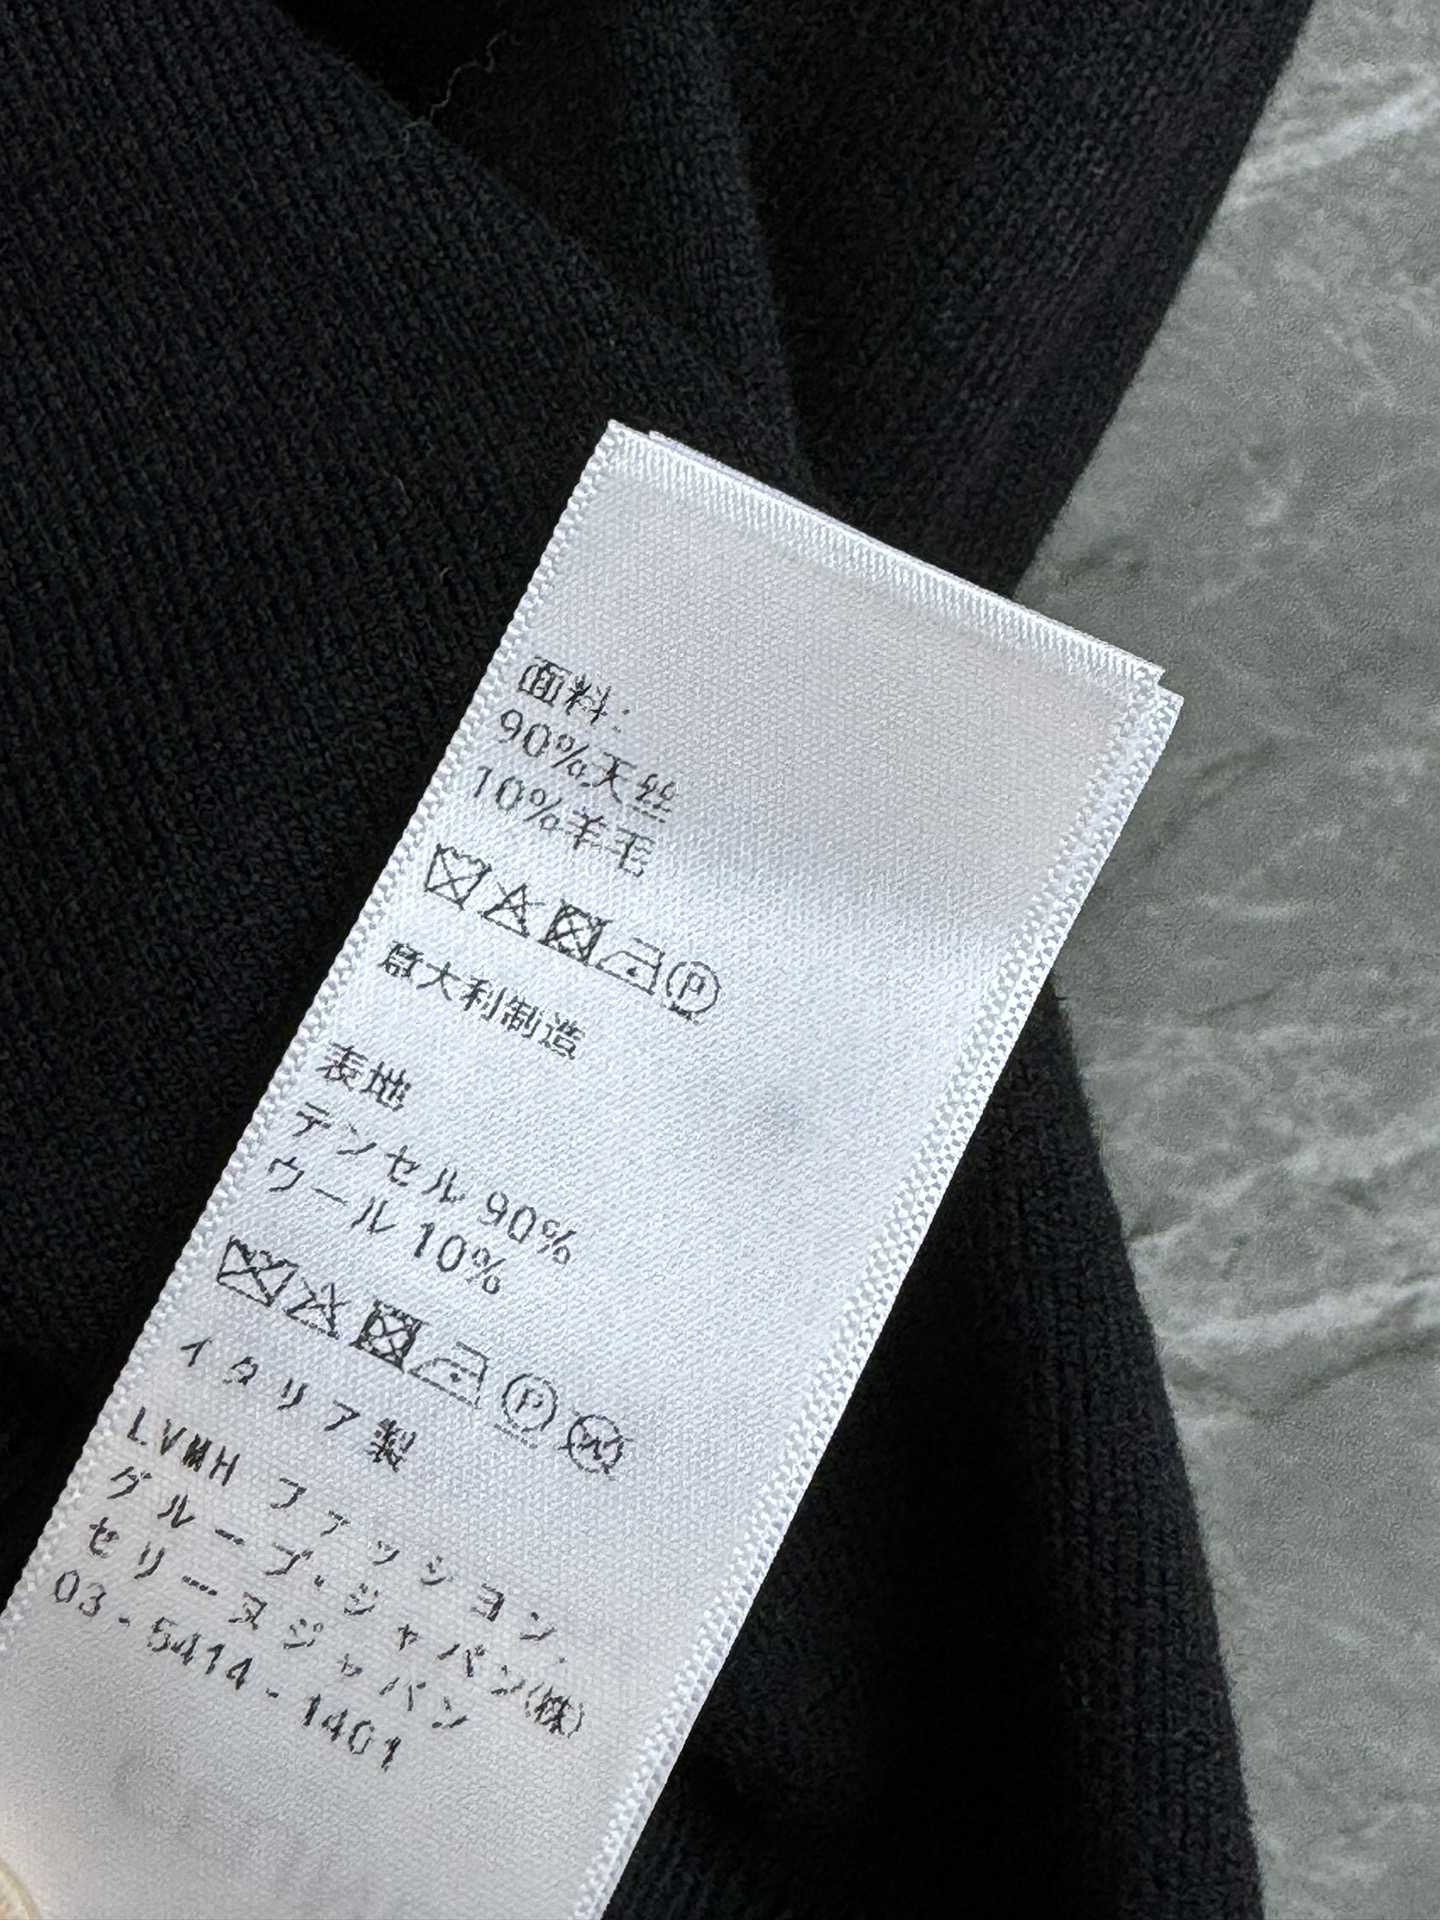 面料:
90%天丝
10%羊毛
P
意大利制造
表地
テンセル 90%
ウール 10%
P W
イタリア製
LVMH ファッション.
グループ・ジャパン(株)
セリーヌジャパン
03-5414-1401